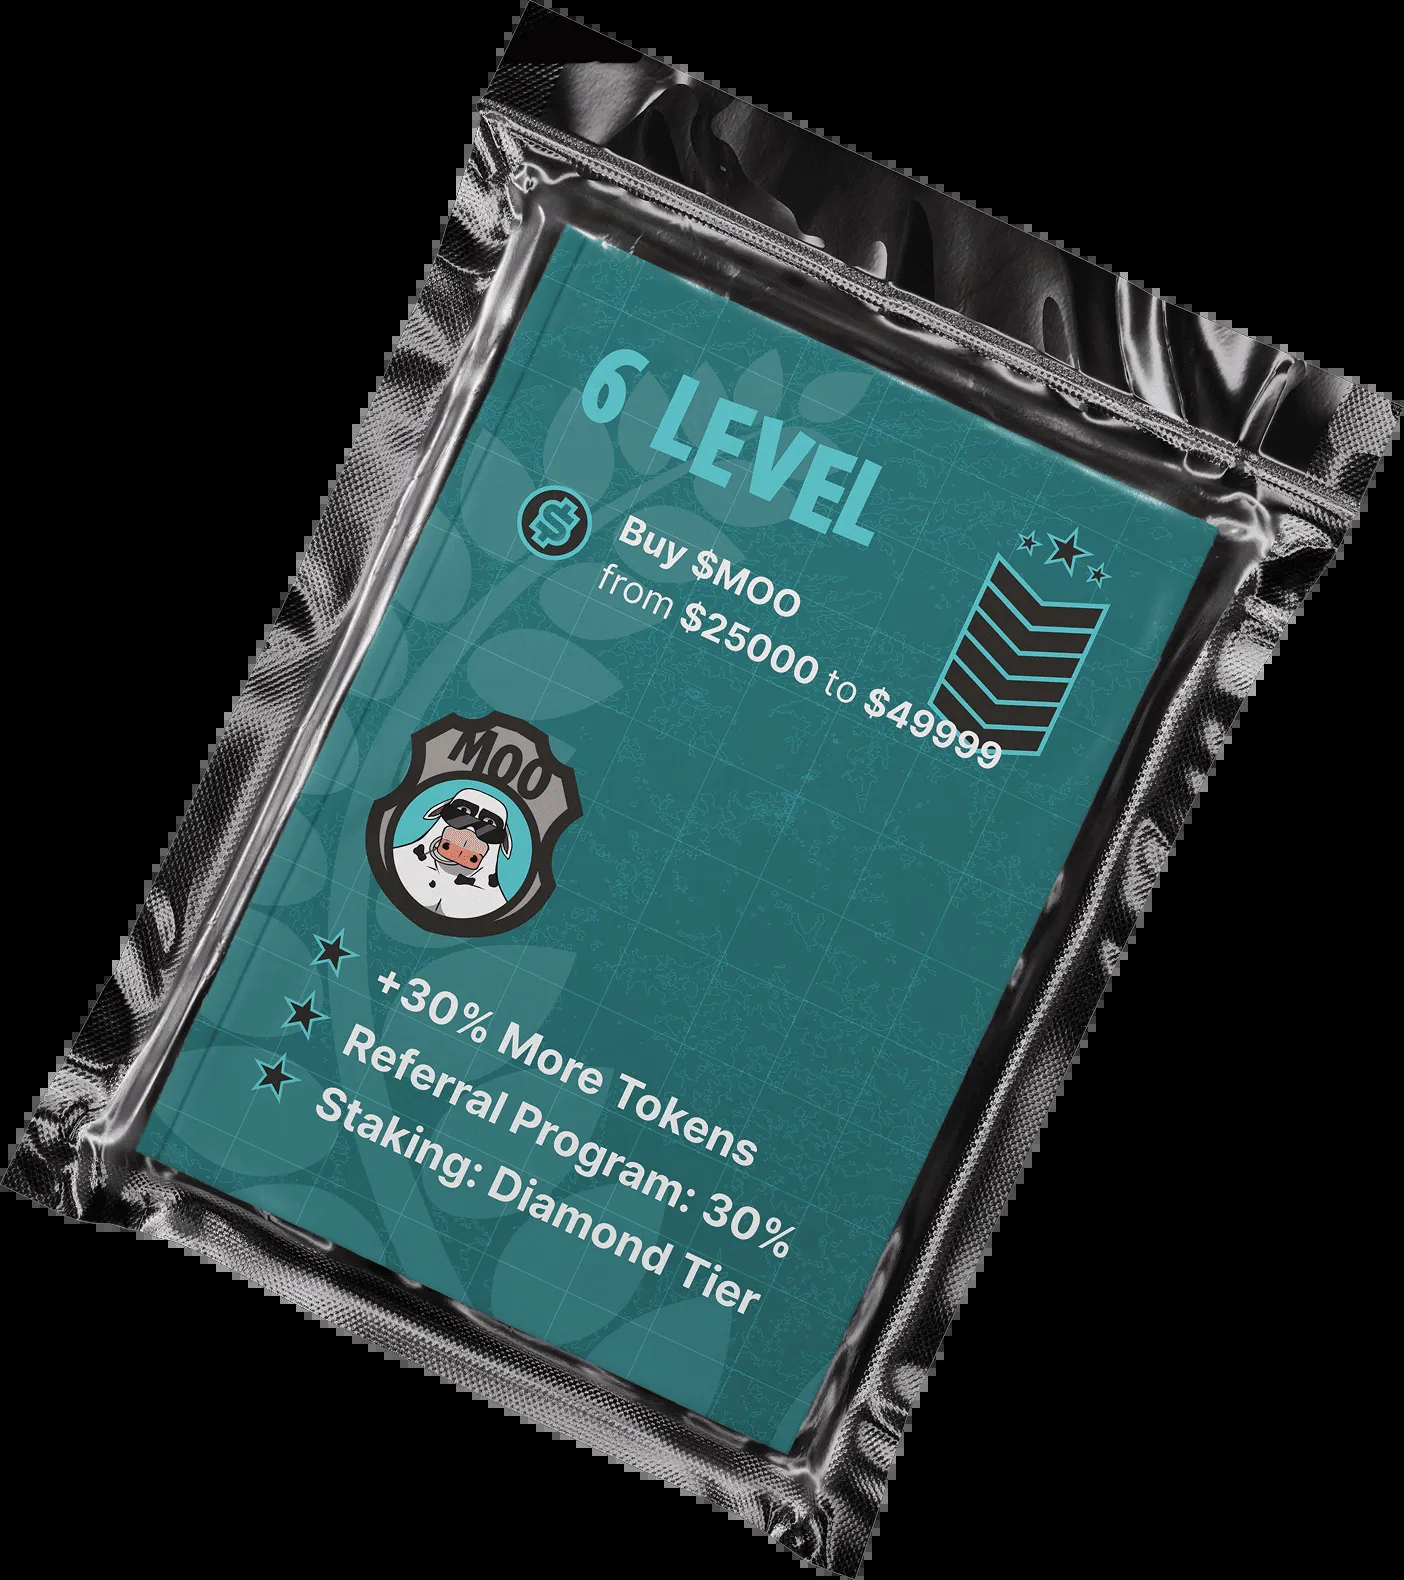 6 LEVEL
Buy $MOO
from $25000 to $49999
MOO
+30% More Tokens
Referral Program: 30%
Staking: Diamond Tier